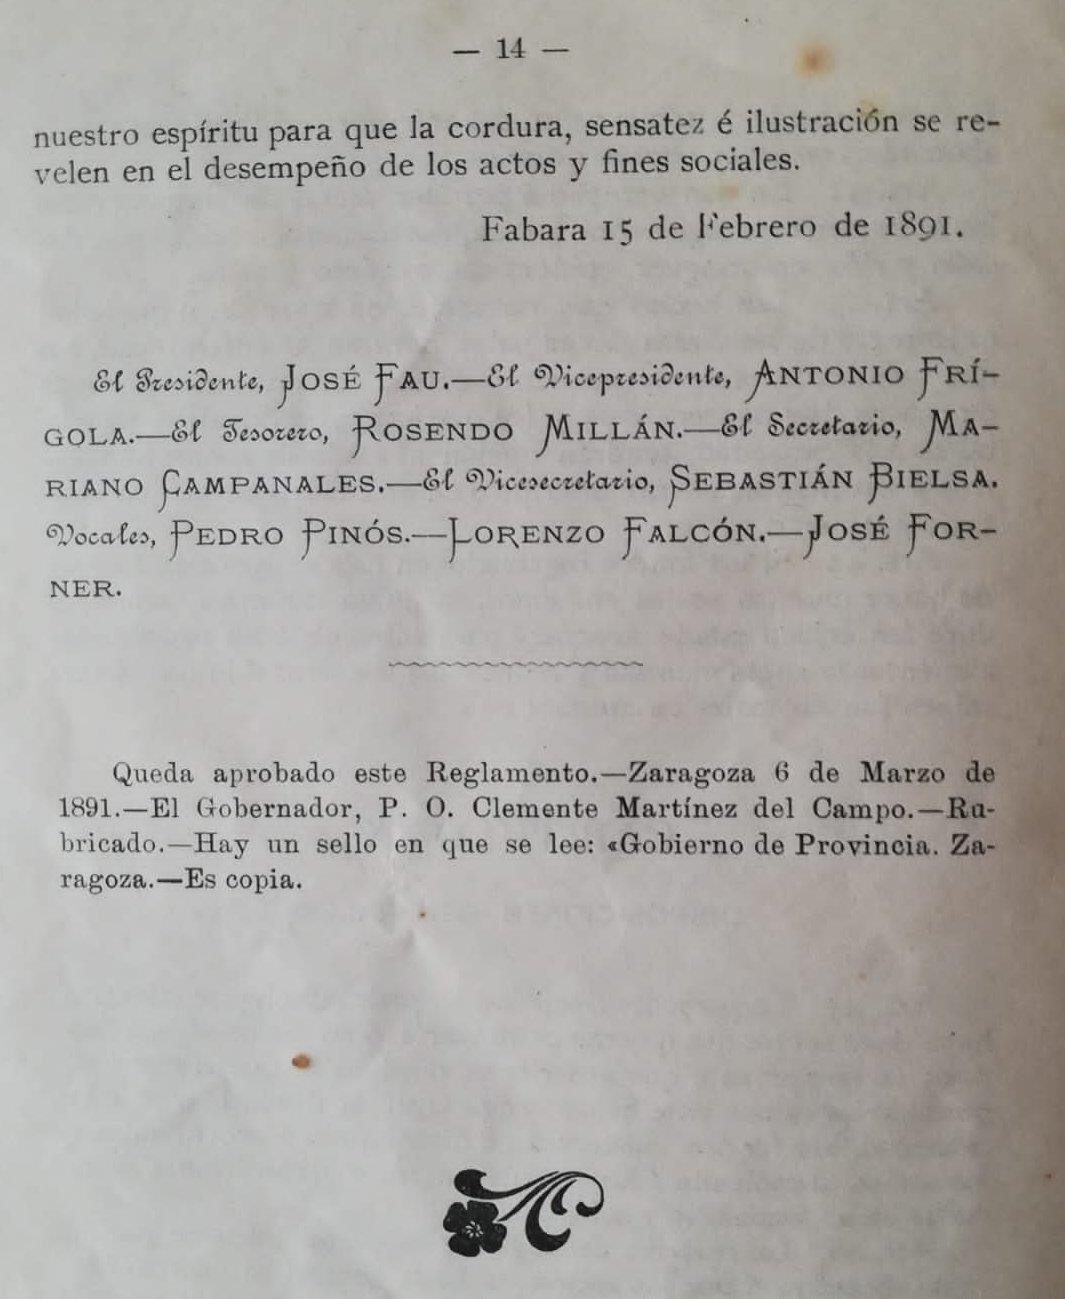 — 14 —
nuestro espíritu para que la cordura, sensatez é ilustración se re-
velen en el desempeño de los actos y fines sociales.
Fabara 15 de Febrero de 1891.
El Presidente, José Fau.—El Vicepresidente, Antonio Frí-
gola.—El Tesorero, Rosendo Millán.—El Secretario, Ma-
riano Campanales.—El Vicesecretario, Sebastián Bielsa.
Vocales, Pedro Pinós.—Lorenzo Falcón.—José For-
ner.
Queda aprobado este Reglamento.—Zaragoza 6 de Marzo de
1891.—El Gobernador, P. O. Clemente Martínez del Campo.—Ru-
bricado.—Hay un sello en que se lee: «Gobierno de Provincia. Za-
ragoza.—Es copia.